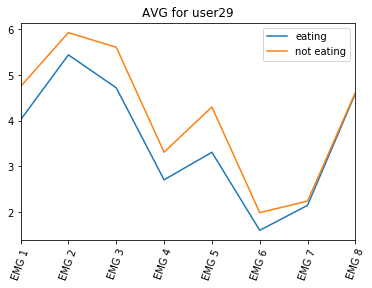 AVG for user29
eating
not eating
6
5
4
3
2
EMG 1
EMG 2
EMG 3
EMG 4
EMG 5
EMG 6
EMG 7
EMG 8